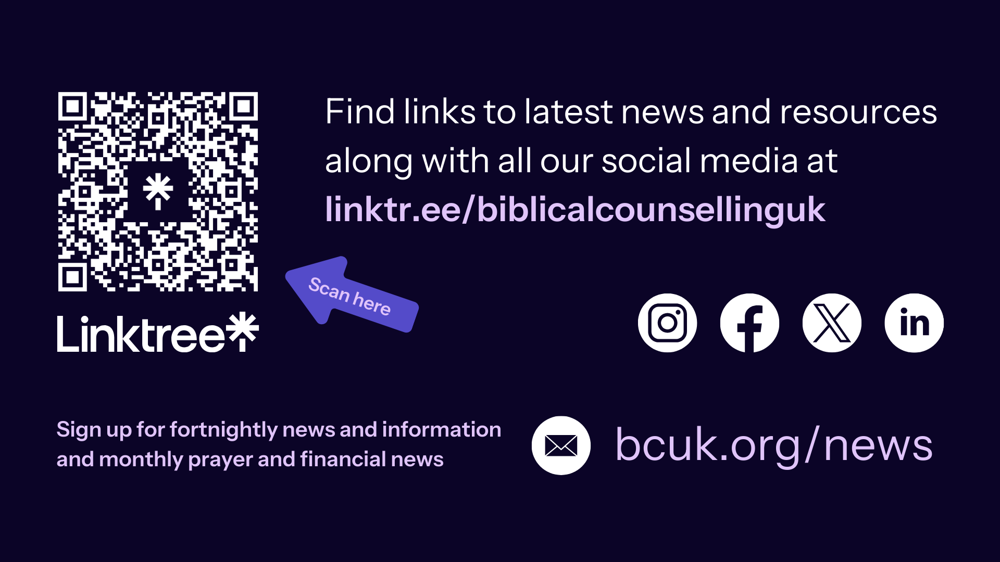 Find links to latest news and resources
along with all our social media at
linktr.ee/biblicalcounsellinguk
Scan here
Linktree
in
Sign up for fortnightly news and information
and monthly prayer and financial news
bcuk.org/news